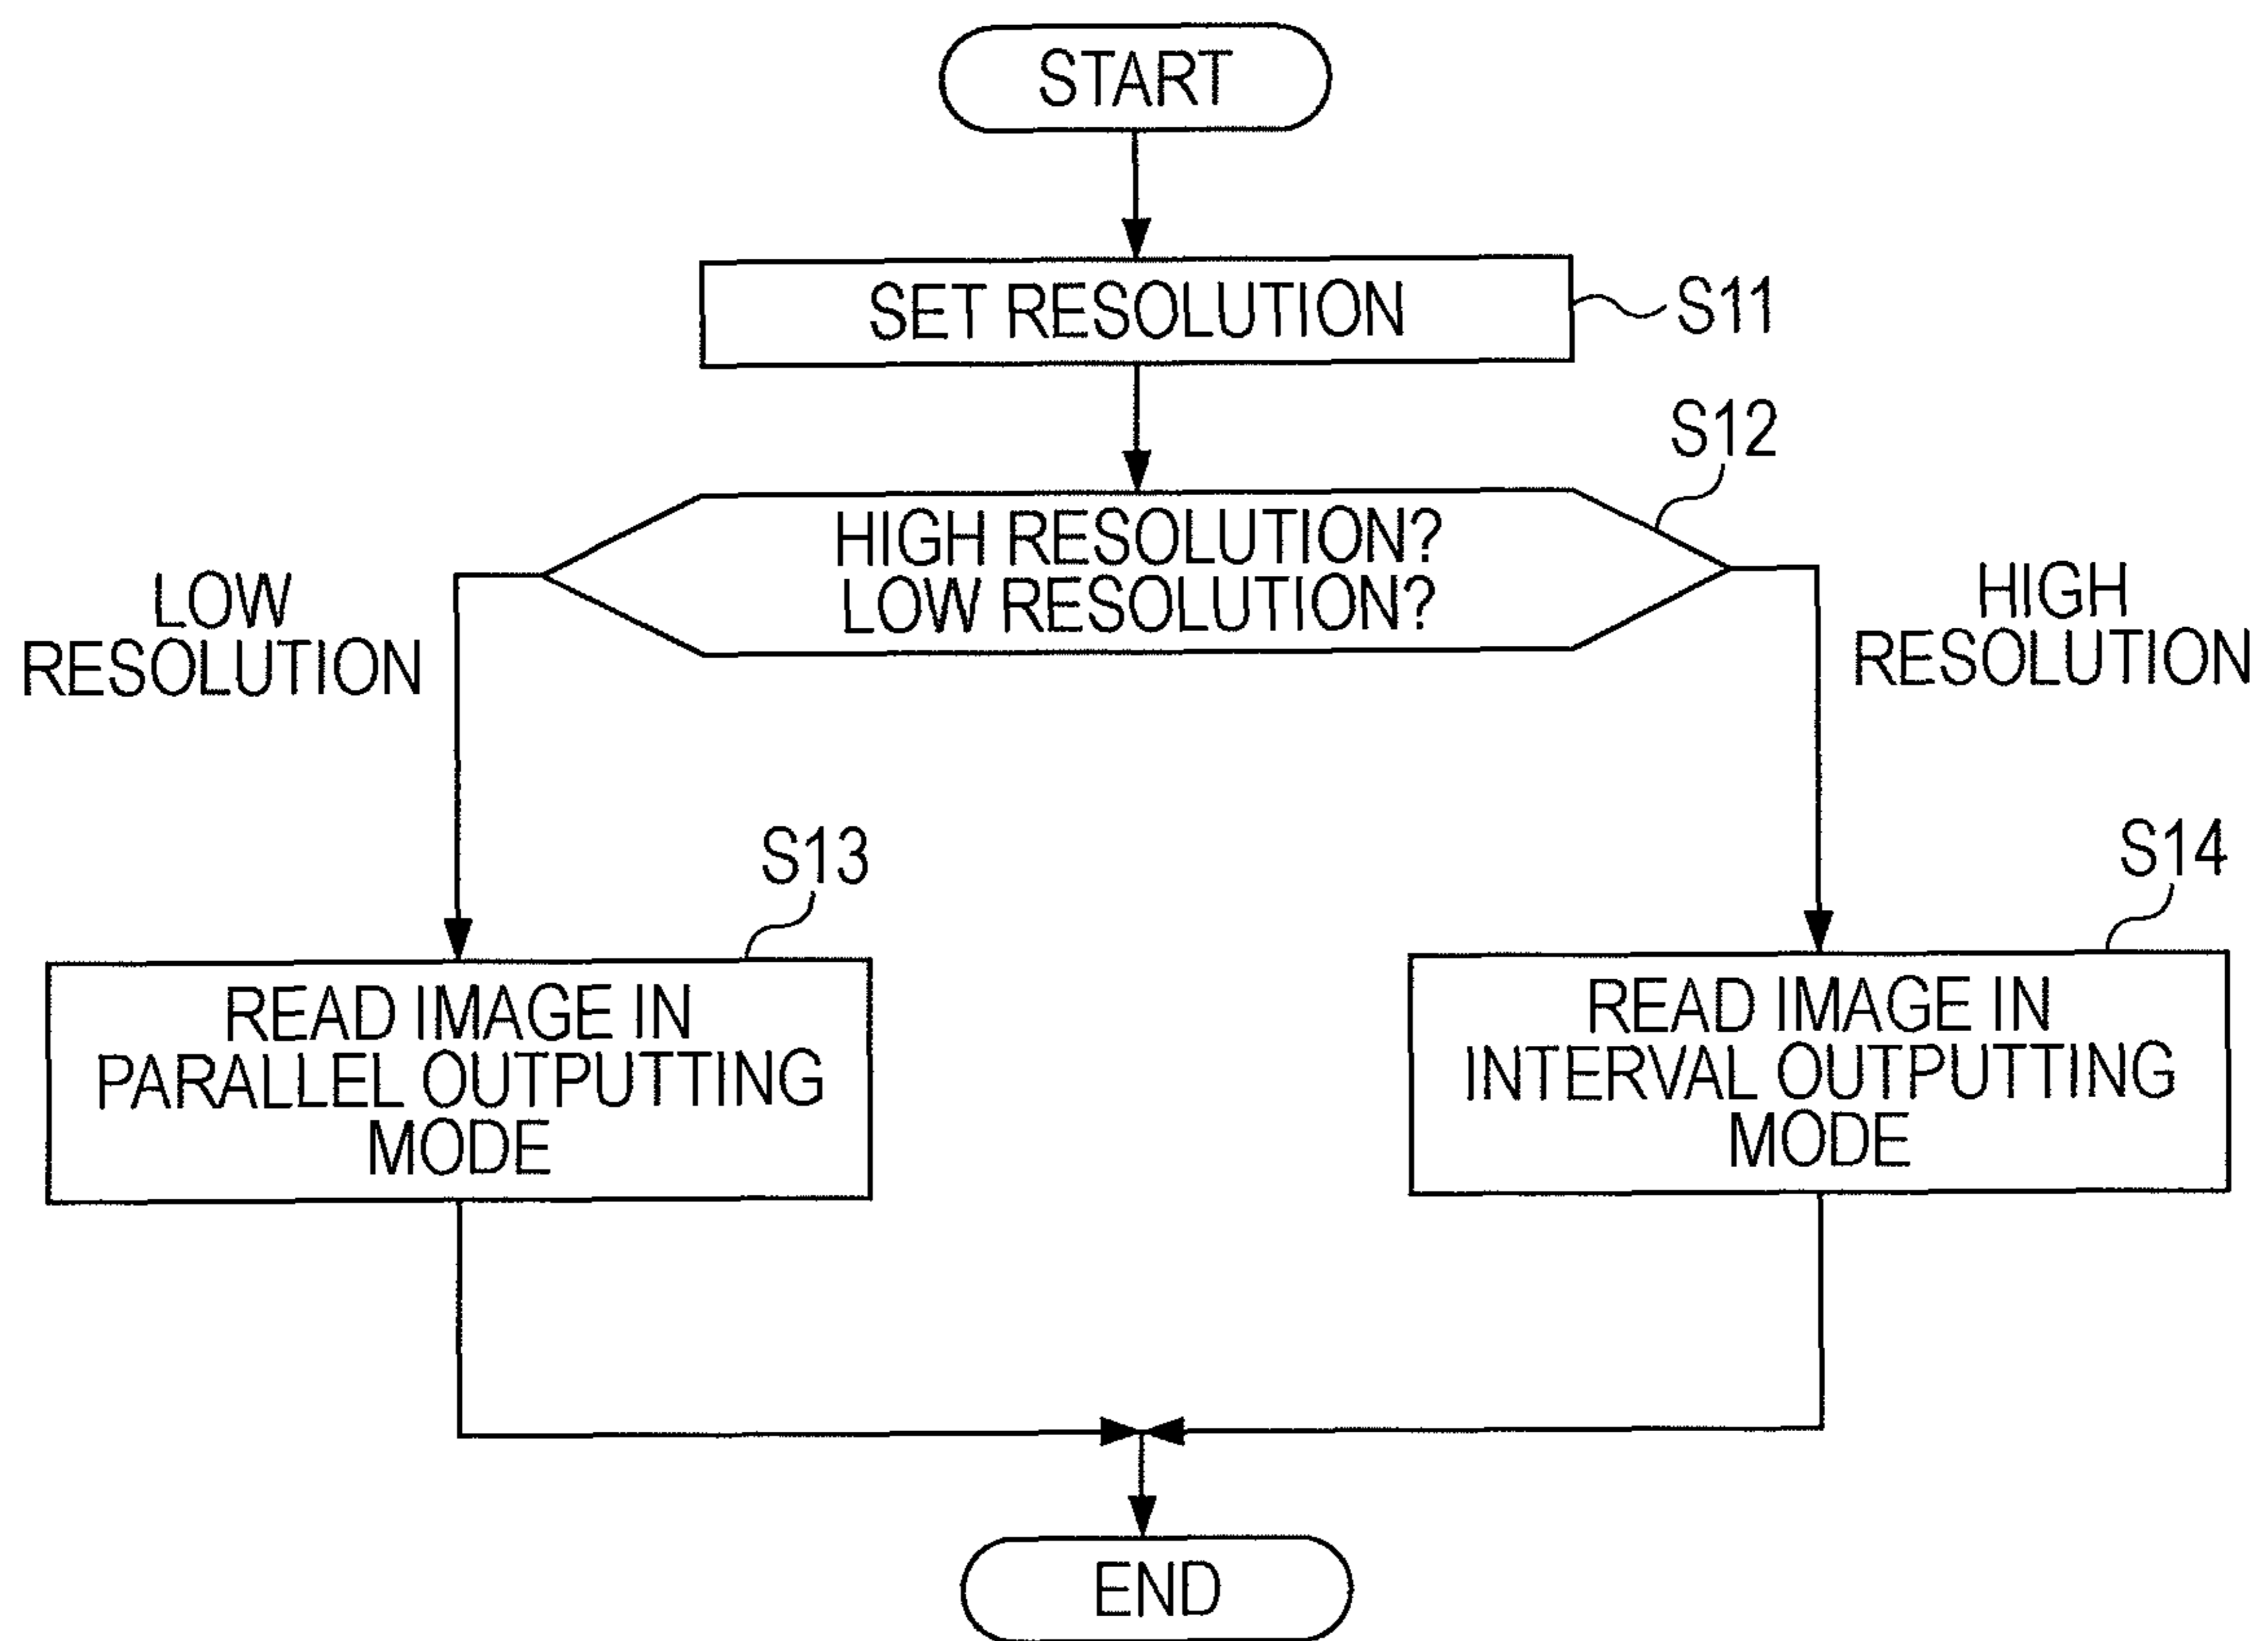 START
SET RESOLUTION
S11
S12
HIGH RESOLUTION?
LOW RESOLUTION?
LOW
RESOLUTION
HIGH
RESOLUTION
S13
READ IMAGE IN
PARALLEL OUTPUTTING
MODE
S14
READ IMAGE IN
INTERVAL OUTPUTTING
MODE
END